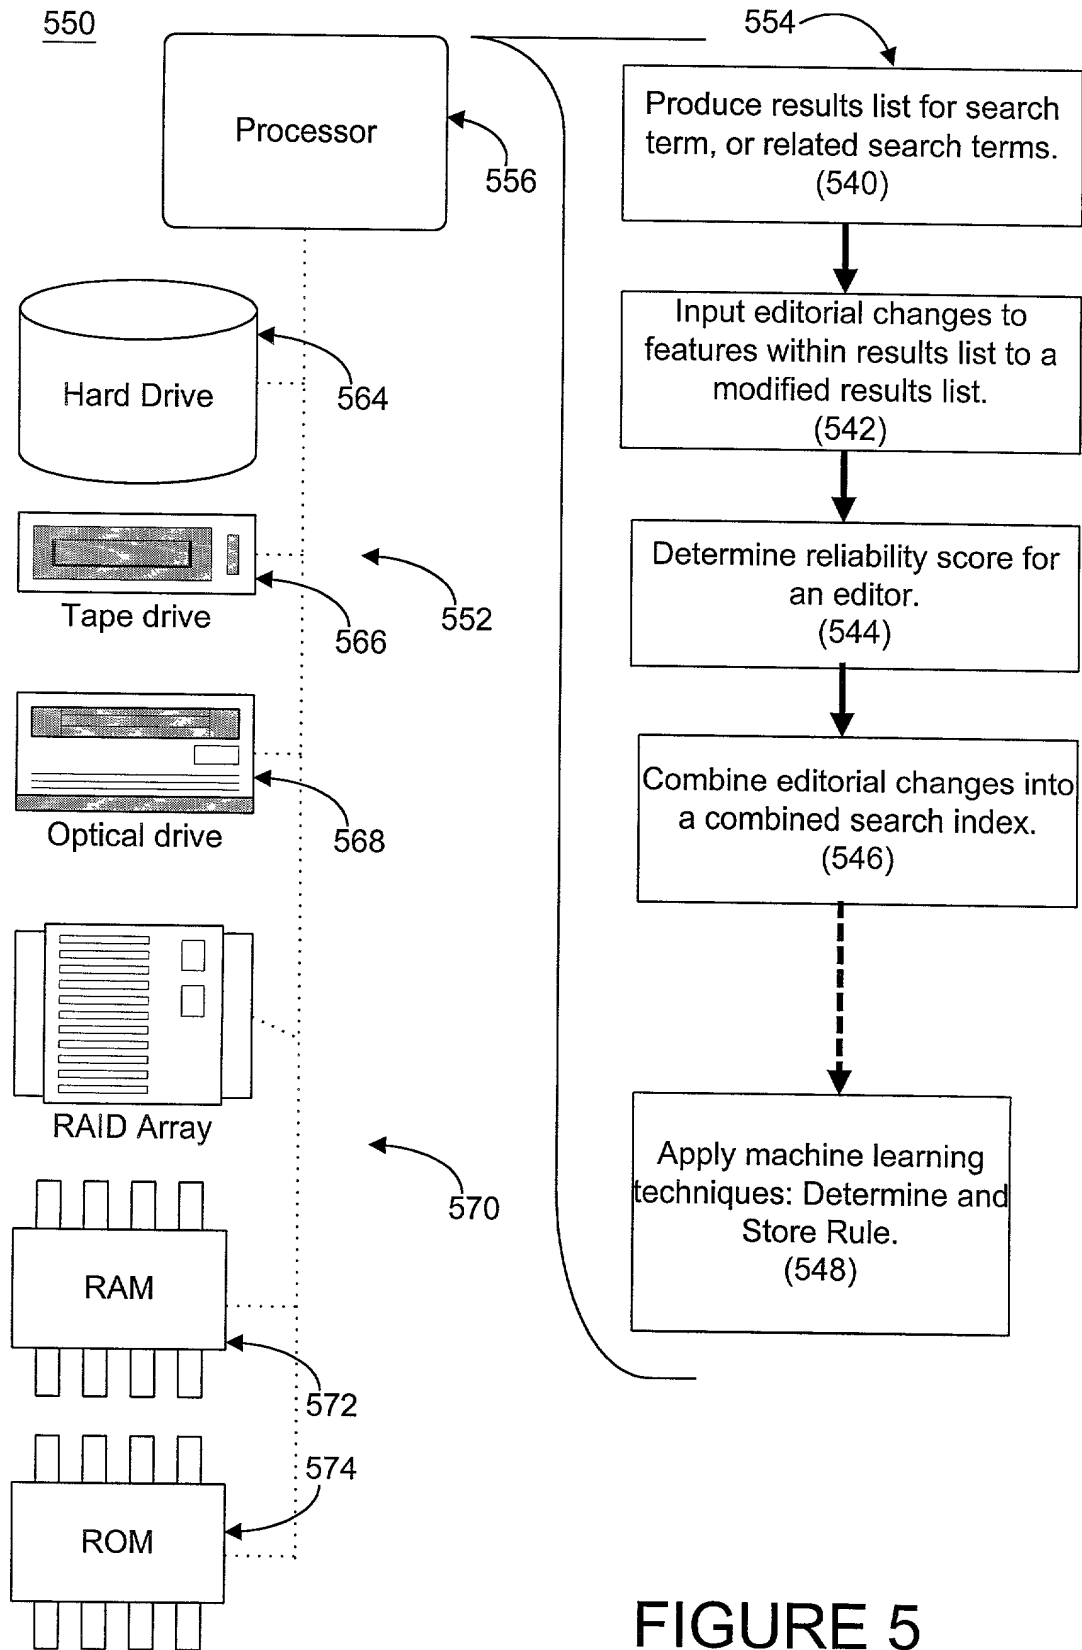 550
Processor
556
Hard Drive
564
Tape drive
566
552
Optical drive
568
RAID Array
570
RAM
572
574
ROM
554
Produce results list for search
term, or related search terms.
(540)
Input editorial changes to
features within results list to a
modified results list.
(542)
Determine reliability score for
an editor.
(544)
Combine editorial changes into
a combined search index.
(546)
Apply machine learning
techniques: Determine and
Store Rule.
(548)
FIGURE 5